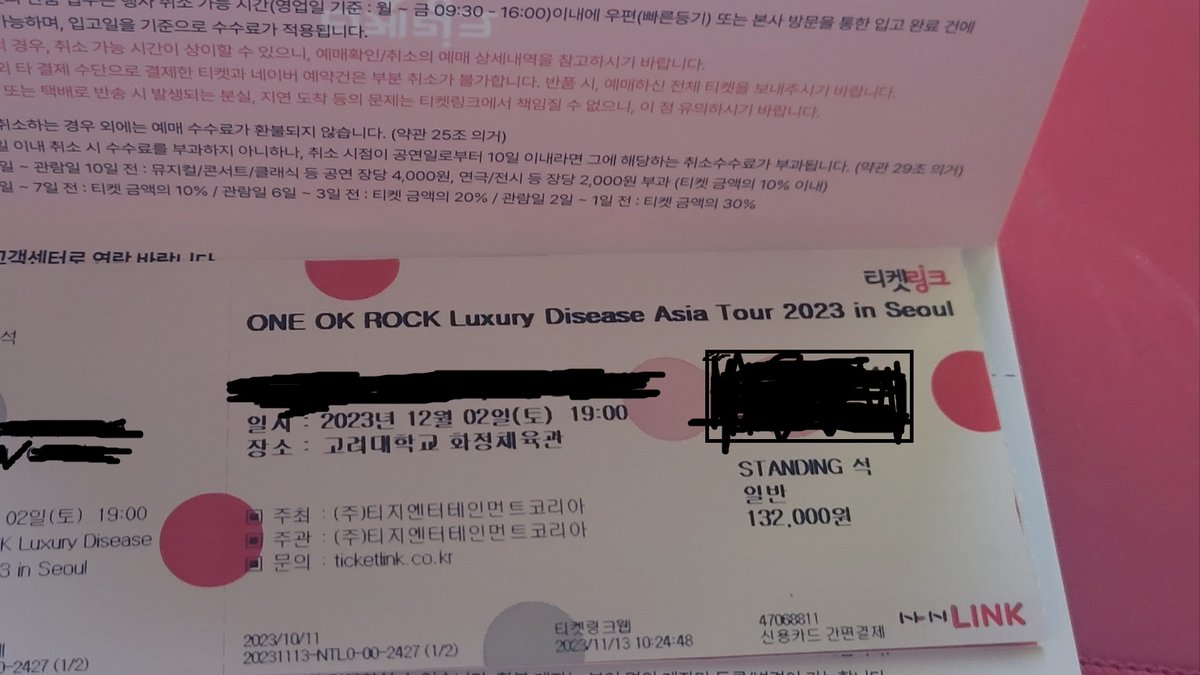 행사 취소 가능 시간(영업일 기준 : 월 ~ 금 09:30 - 16:00)이내에 우편(빠른등기) 또는 본사 방문을 통한 입고 완료 건에
가능하며, 입고일을 기준으로 수수료가 적용됩니다.
경우, 취소 가능 시간이 상이할 수 있으니, 예매확인/취소의 예매 상세내역을 참고하시기 바랍니다.
외 타 결제 수단으로 결제한 티켓과 네이버 예약건은 부분 취소가 불가합니다. 반품 시, 예매하신 전체 티켓을 보내주시기 바랍니다.
또는 택배로 반송 시 발생되는 분실, 지연 도착 등의 문제는 티켓링크에서 책임질 수 없으니, 이 점 유의하시기 바랍니다.
취소하는 경우 외에는 예매 수수료가 환불되지 않습니다. (약관 25조 의거)
일 이내 취소 시 수수료를 부과하지 아니하나, 취소 시점이 공연일로부터 10일 이내라면 그에 해당하는 취소수수료가 부과됩니다. (약관 29조 의거)
일 ~ 관람일 10일 전 : 뮤지컬/콘서트/클래식 등 공연 장당 4,000원, 연극/전시 등 장당 2,000원 부과 (티켓 금액의 10% 이내)
일 ~ 7일 전 : 티켓 금액의 10% / 관람일 6일 ~ 3일 전 : 티켓 금액의 20% / 관람일 2일 ~ 1일 전 : 티켓 금액의 30%
고객센터로 연락 바랍니다
티켓링크
ONE OK ROCK Luxury Disease Asia Tour 2023 in Seoul
석
일시 : 2023년 12월 02일(토) 19:00
장소 : 고려대학교 화정체육관
STANDING 석
일반
132,000원
02일(토) 19:00
K Luxury Disease
3 in Seoul
주최 : (주)티지엔터테인먼트코리아
주관 : (주)티지엔터테인먼트코리아
문의 : ticketlink.co.kr
2023/10/11
20231113-NTL0-00-2427 (1/2)
티켓링크웹
2023/11/13 10:24:48
47068811
신용카드 간편결제
NHN LINK
0-2427 (1/2)